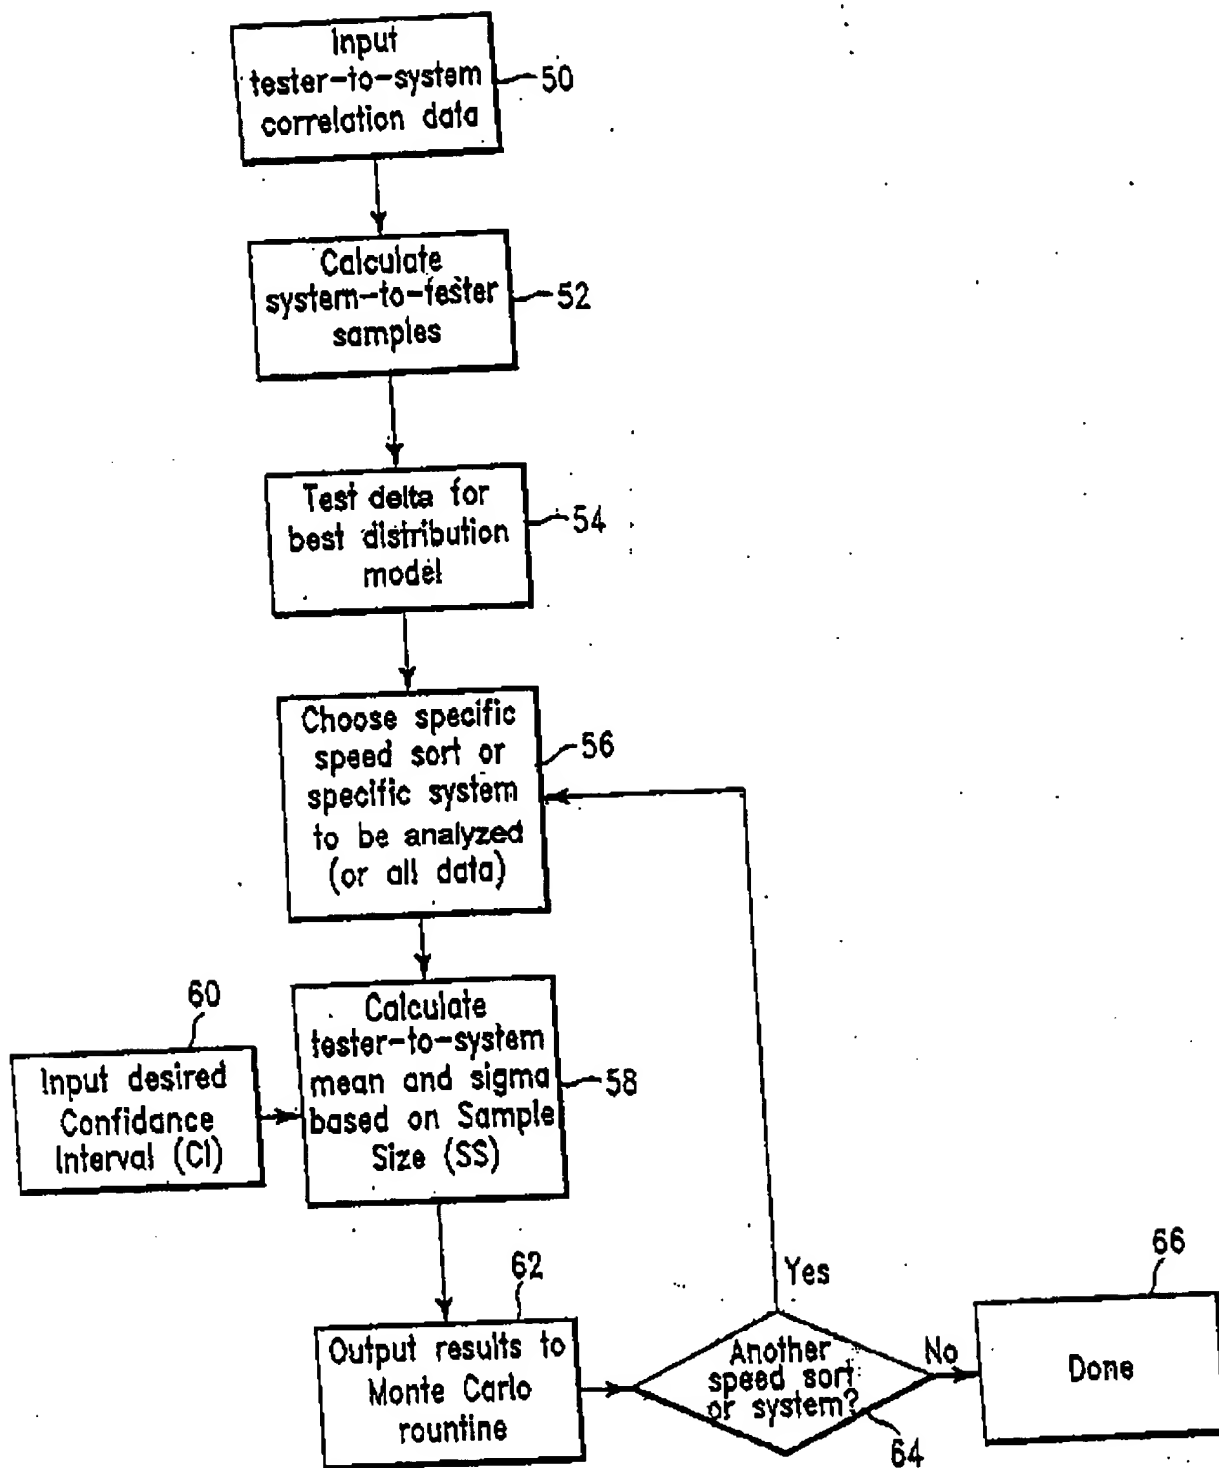 Input
tester-to-system
correlation data
50
Calculate
system-to-tester
samples
52
Test delta for
best distribution
model
54
Choose specific
speed sort or
specific system
to be analyzed
(or all data)
56
60
Input desired
Confidance
Interval (CI)
Calculate
tester-to-system
mean and sigma
based on Sample
Size (SS)
58
62
Output results to
Monte Carlo
rountine
Yes
Another
speed sort
or system?
64
No
66
Done